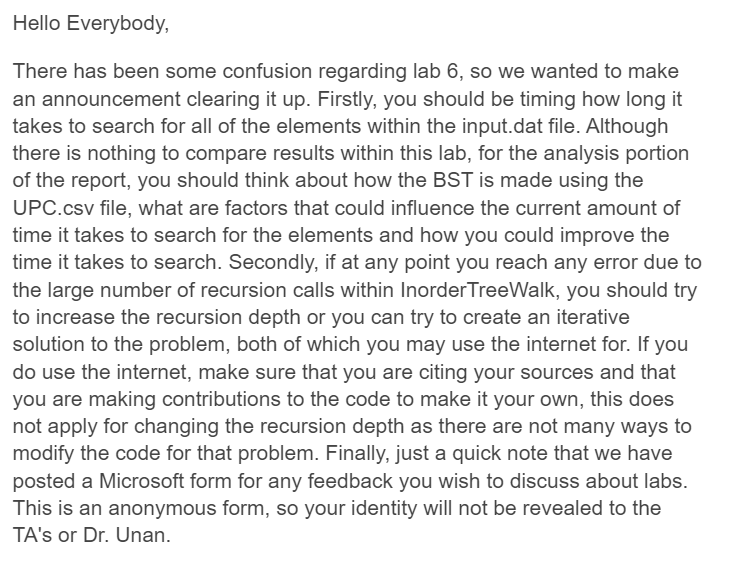 Hello Everybody,
There has been some confusion regarding lab 6, so we wanted to make
an announcement clearing it up. Firstly, you should be timing how long it
takes to search for all of the elements within the input.dat file. Although
there is nothing to compare results within this lab, for the analysis portion
of the report, you should think about how the BST is made using the
UPC.csv file, what are factors that could influence the current amount of
time it takes to search for the elements and how you could improve the
time it takes to search. Secondly, if at any point you reach any error due to
the large number of recursion calls within InorderTreeWalk, you should try
to increase the recursion depth or you can try to create an iterative
solution to the problem, both of which you may use the internet for. If you
do use the internet, make sure that you are citing your sources and that
you are making contributions to the code to make it your own, this does
not apply for changing the recursion depth as there are not many ways to
modify the code for that problem. Finally, just a quick note that we have
posted a Microsoft form for any feedback you wish to discuss about labs.
This is an anonymous form, so your identity will not be revealed to the
TA's or Dr. Unan.